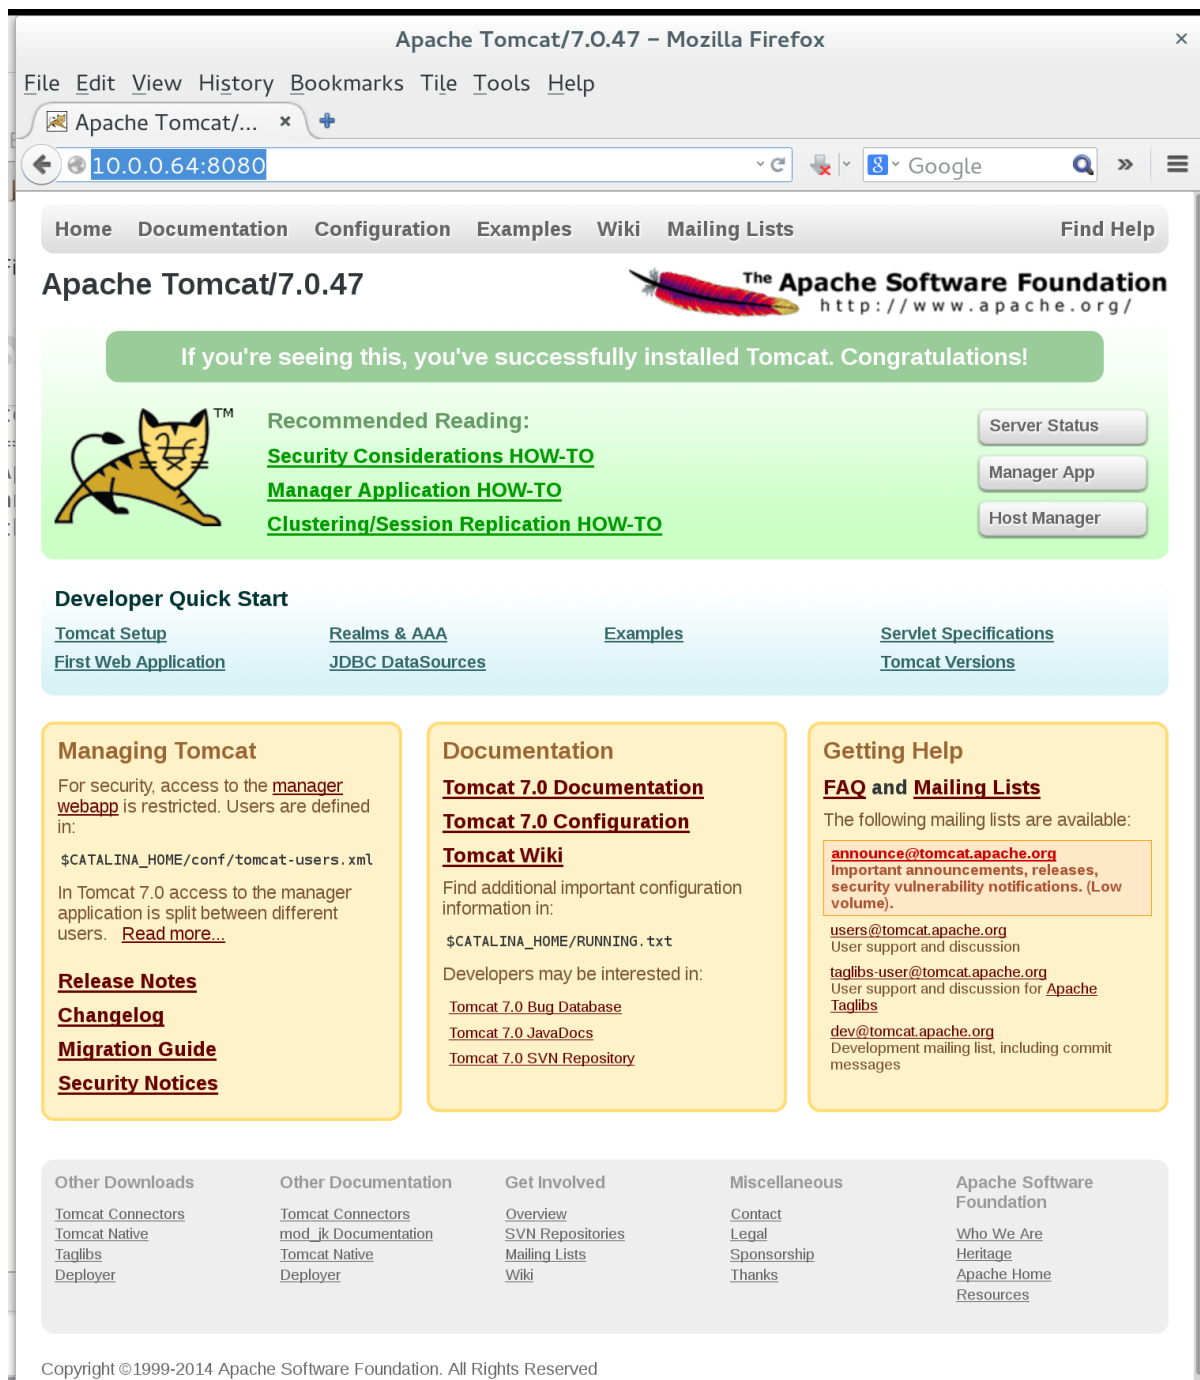 Apache Tomcat/7.0.47 – Mozilla Firefox ×
File Edit View History Bookmarks Tile Tools Help
Apache Tomcat/... ×
10.0.0.64:8080
Google
Home Documentation Configuration Examples Wiki Mailing Lists Find Help
Apache Tomcat/7.0.47
The Apache Software Foundation
http://www.apache.org/
If you're seeing this, you've successfully installed Tomcat. Congratulations!
TM
Recommended Reading:
Security Considerations HOW-TO
Manager Application HOW-TO
Clustering/Session Replication HOW-TO
Server Status
Manager App
Host Manager
Developer Quick Start
Tomcat Setup
First Web Application
Realms & AAA
JDBC DataSources
Examples
Servlet Specifications
Tomcat Versions
Managing Tomcat
For security, access to the manager
webapp is restricted. Users are defined
in:
$CATALINA_HOME/conf/tomcat-users.xml
In Tomcat 7.0 access to the manager
application is split between different
users. Read more...
Release Notes
Changelog
Migration Guide
Security Notices
Documentation
Tomcat 7.0 Documentation
Tomcat 7.0 Configuration
Tomcat Wiki
Find additional important configuration
information in:
$CATALINA_HOME/RUNNING.txt
Developers may be interested in:
Tomcat 7.0 Bug Database
Tomcat 7.0 JavaDocs
Tomcat 7.0 SVN Repository
Getting Help
FAQ and Mailing Lists
The following mailing lists are available:
announce@tomcat.apache.org
Important announcements, releases,
security vulnerability notifications. (Low
volume).
users@tomcat.apache.org
User support and discussion
taglibs-user@tomcat.apache.org
User support and discussion for Apache
Taglibs
dev@tomcat.apache.org
Development mailing list, including commit
messages
Other Downloads
Tomcat Connectors
Tomcat Native
Taglibs
Deployer
Other Documentation
Tomcat Connectors
mod_jk Documentation
Tomcat Native
Deployer
Get Involved
Overview
SVN Repositories
Mailing Lists
Wiki
Miscellaneous
Contact
Legal
Sponsorship
Thanks
Apache Software
Foundation
Who We Are
Heritage
Apache Home
Resources
Copyright ©1999-2014 Apache Software Foundation. All Rights Reserved